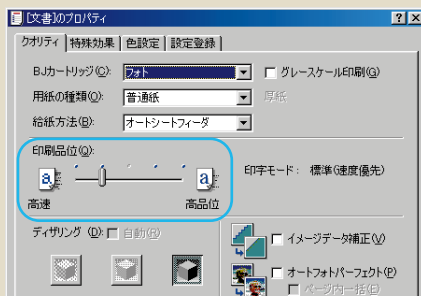 [文書]のプロパティ
クオリティ 特殊効果 色設定 設定登録
BJカートリッジ(C): フォト グレースケール印刷(G)
用紙の種類(O): 普通紙 厚紙
給紙方法(B): オートシートフィーダ
印刷品位(Q):
あ あ
印字モード: 標準(速度優先)
高速 高品位
ディザリング (D): 自動(R)
イメージデータ補正(V)
オートフォトパーフェクト(P)
ページ内一括(E)